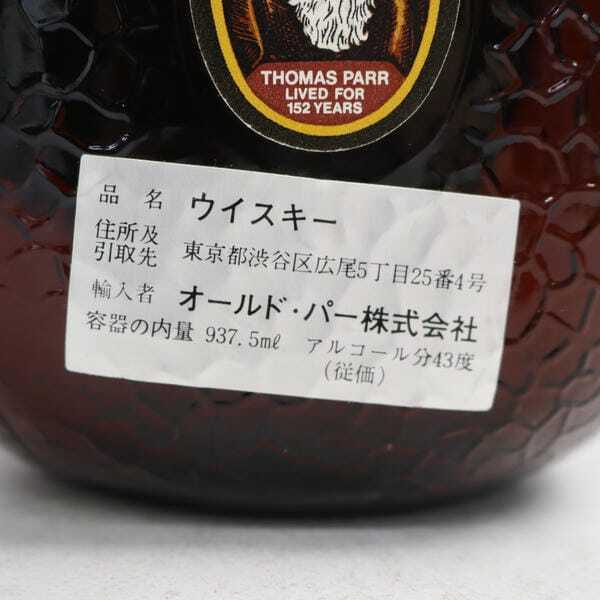 THOMAS PARR
LIVED FOR
152 YEARS
品名 ウイスキー
住所及
引取先 東京都渋谷区広尾5丁目25番4号
輸入者 オールド・パー株式会社
容器の内量 937.5ml アルコール分43度
(従価)